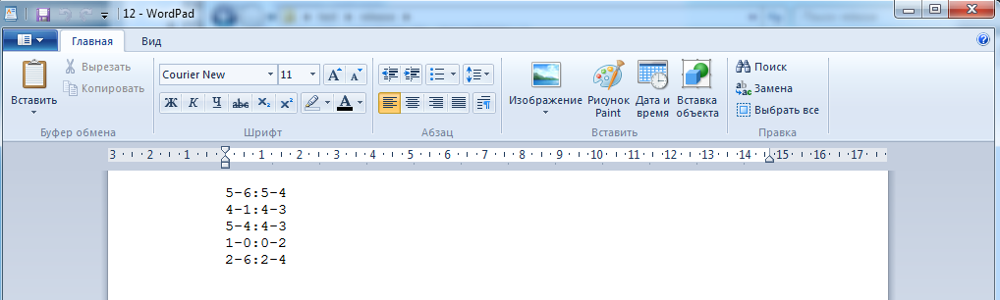 12 - WordPad
Главная Вид
Вставить
Вырезать
Копировать
Буфер обмена
Courier New 11
Ж К Ч abc X₂ X²
A
Шрифт
Абзац
Изображение
Рисунок Paint
Дата и время
Вставка объекта
Вставить
Поиск
Замена
Выбрать все
Правка
3 2 1 1 2 3 4 5 6 7 8 9 10 11 12 13 14 15 16 17
5-6:5-4
4-1:4-3
5-4:4-3
1-0:0-2
2-6:2-4